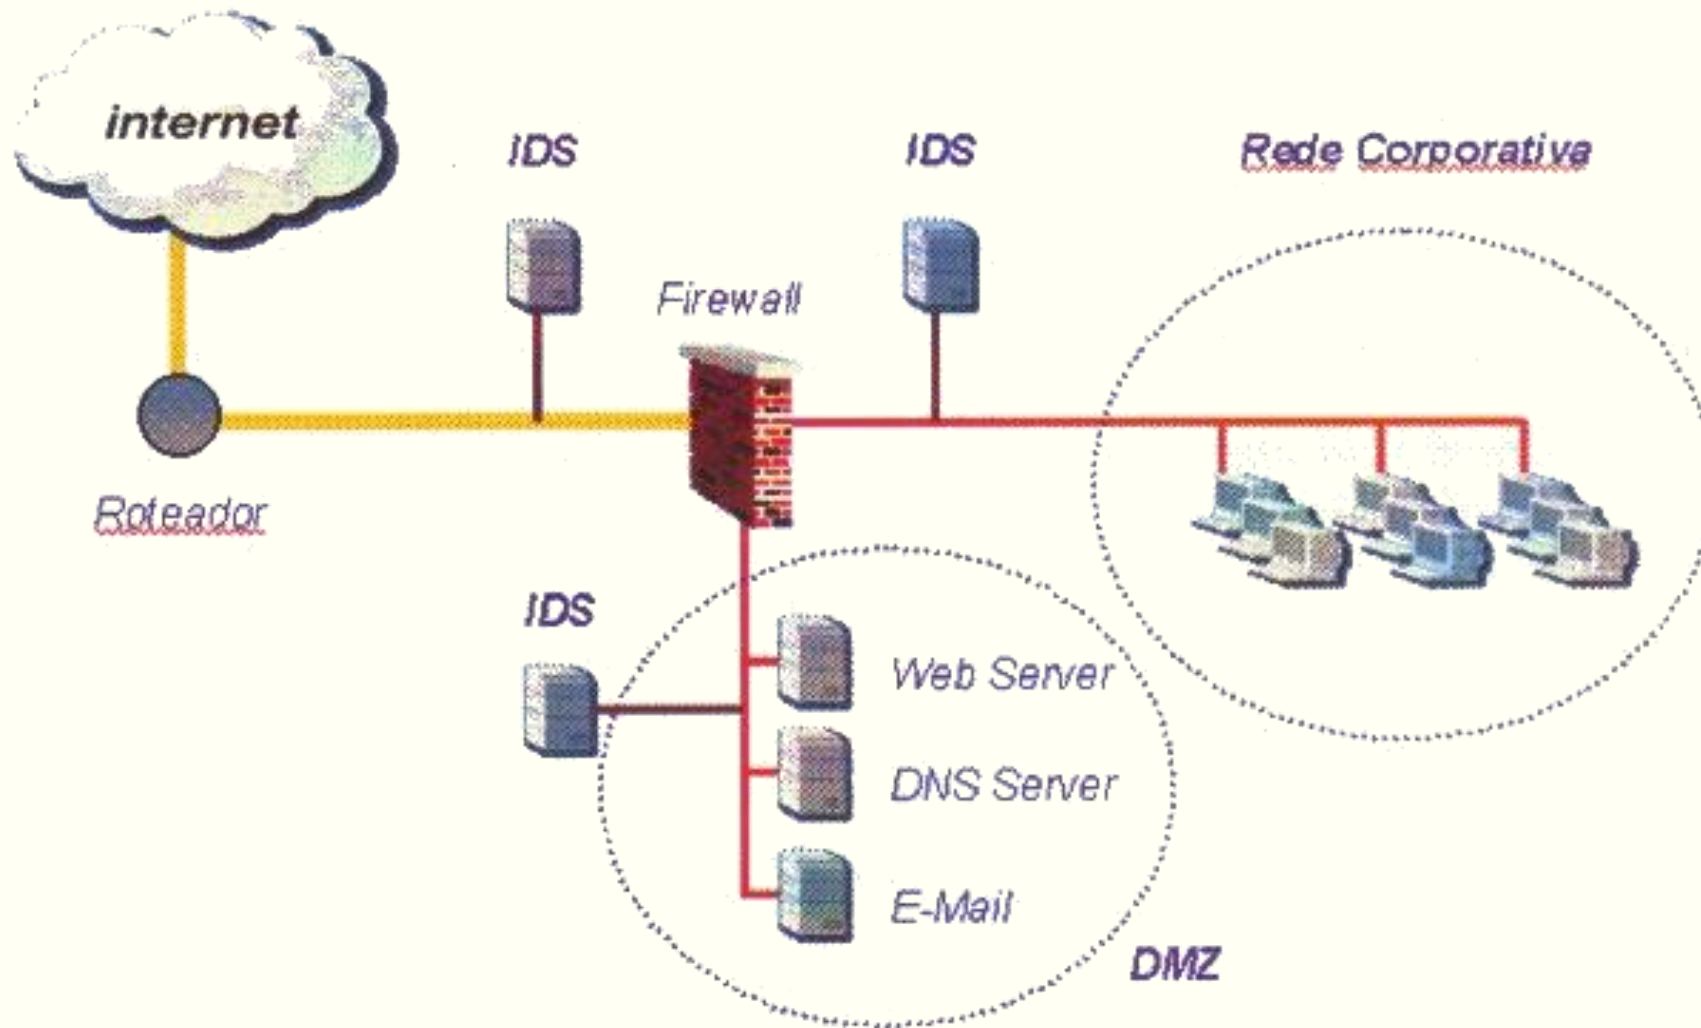 internet
IDS
IDS
Rede Corporativa
Firewall
Roteador
IDS
Web Server
DNS Server
E-Mail
DMZ